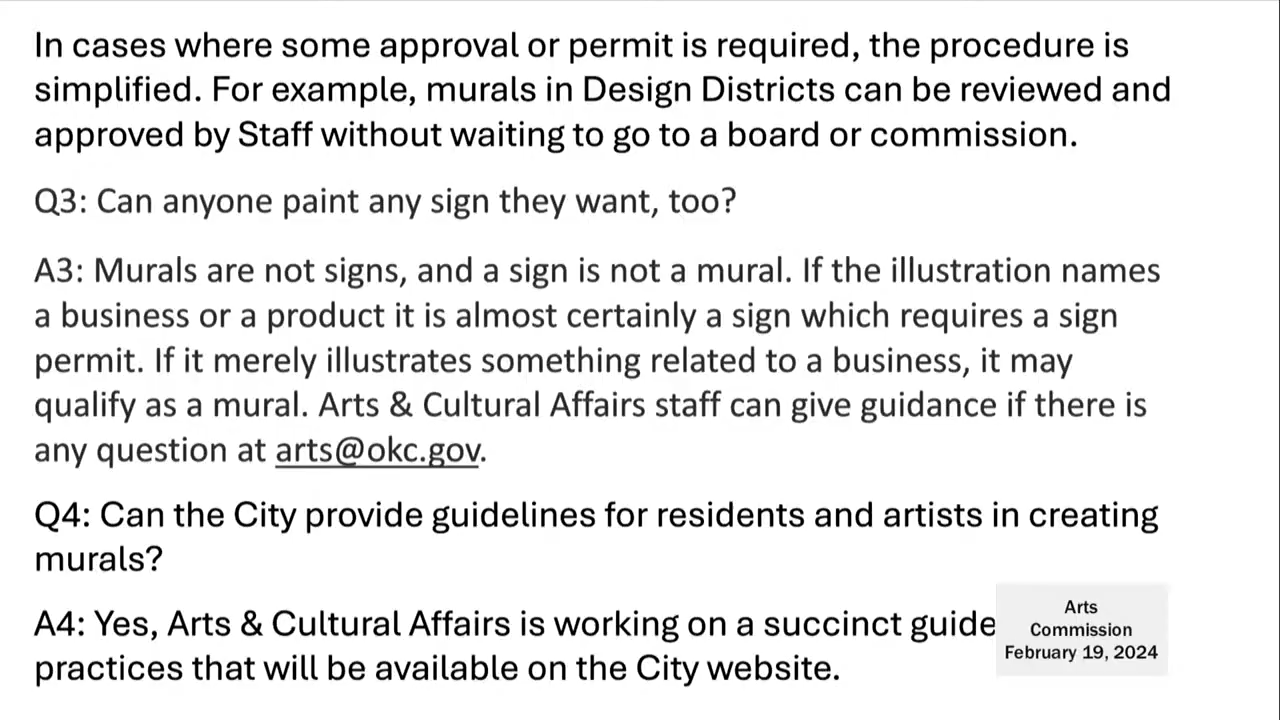 In cases where some approval or permit is required, the procedure is
simplified. For example, murals in Design Districts can be reviewed and
approved by Staff without waiting to go to a board or commission.
Q3: Can anyone paint any sign they want, too?
A3: Murals are not signs, and a sign is not a mural. If the illustration names
a business or a product it is almost certainly a sign which requires a sign
permit. If it merely illustrates something related to a business, it may
qualify as a mural. Arts & Cultural Affairs staff can give guidance if there is
any question at arts@okc.gov.
Q4: Can the City provide guidelines for residents and artists in creating
murals?
A4: Yes, Arts & Cultural Affairs is working on a succinct guide
practices that will be available on the City website.
Arts
Commission
February 19, 2024